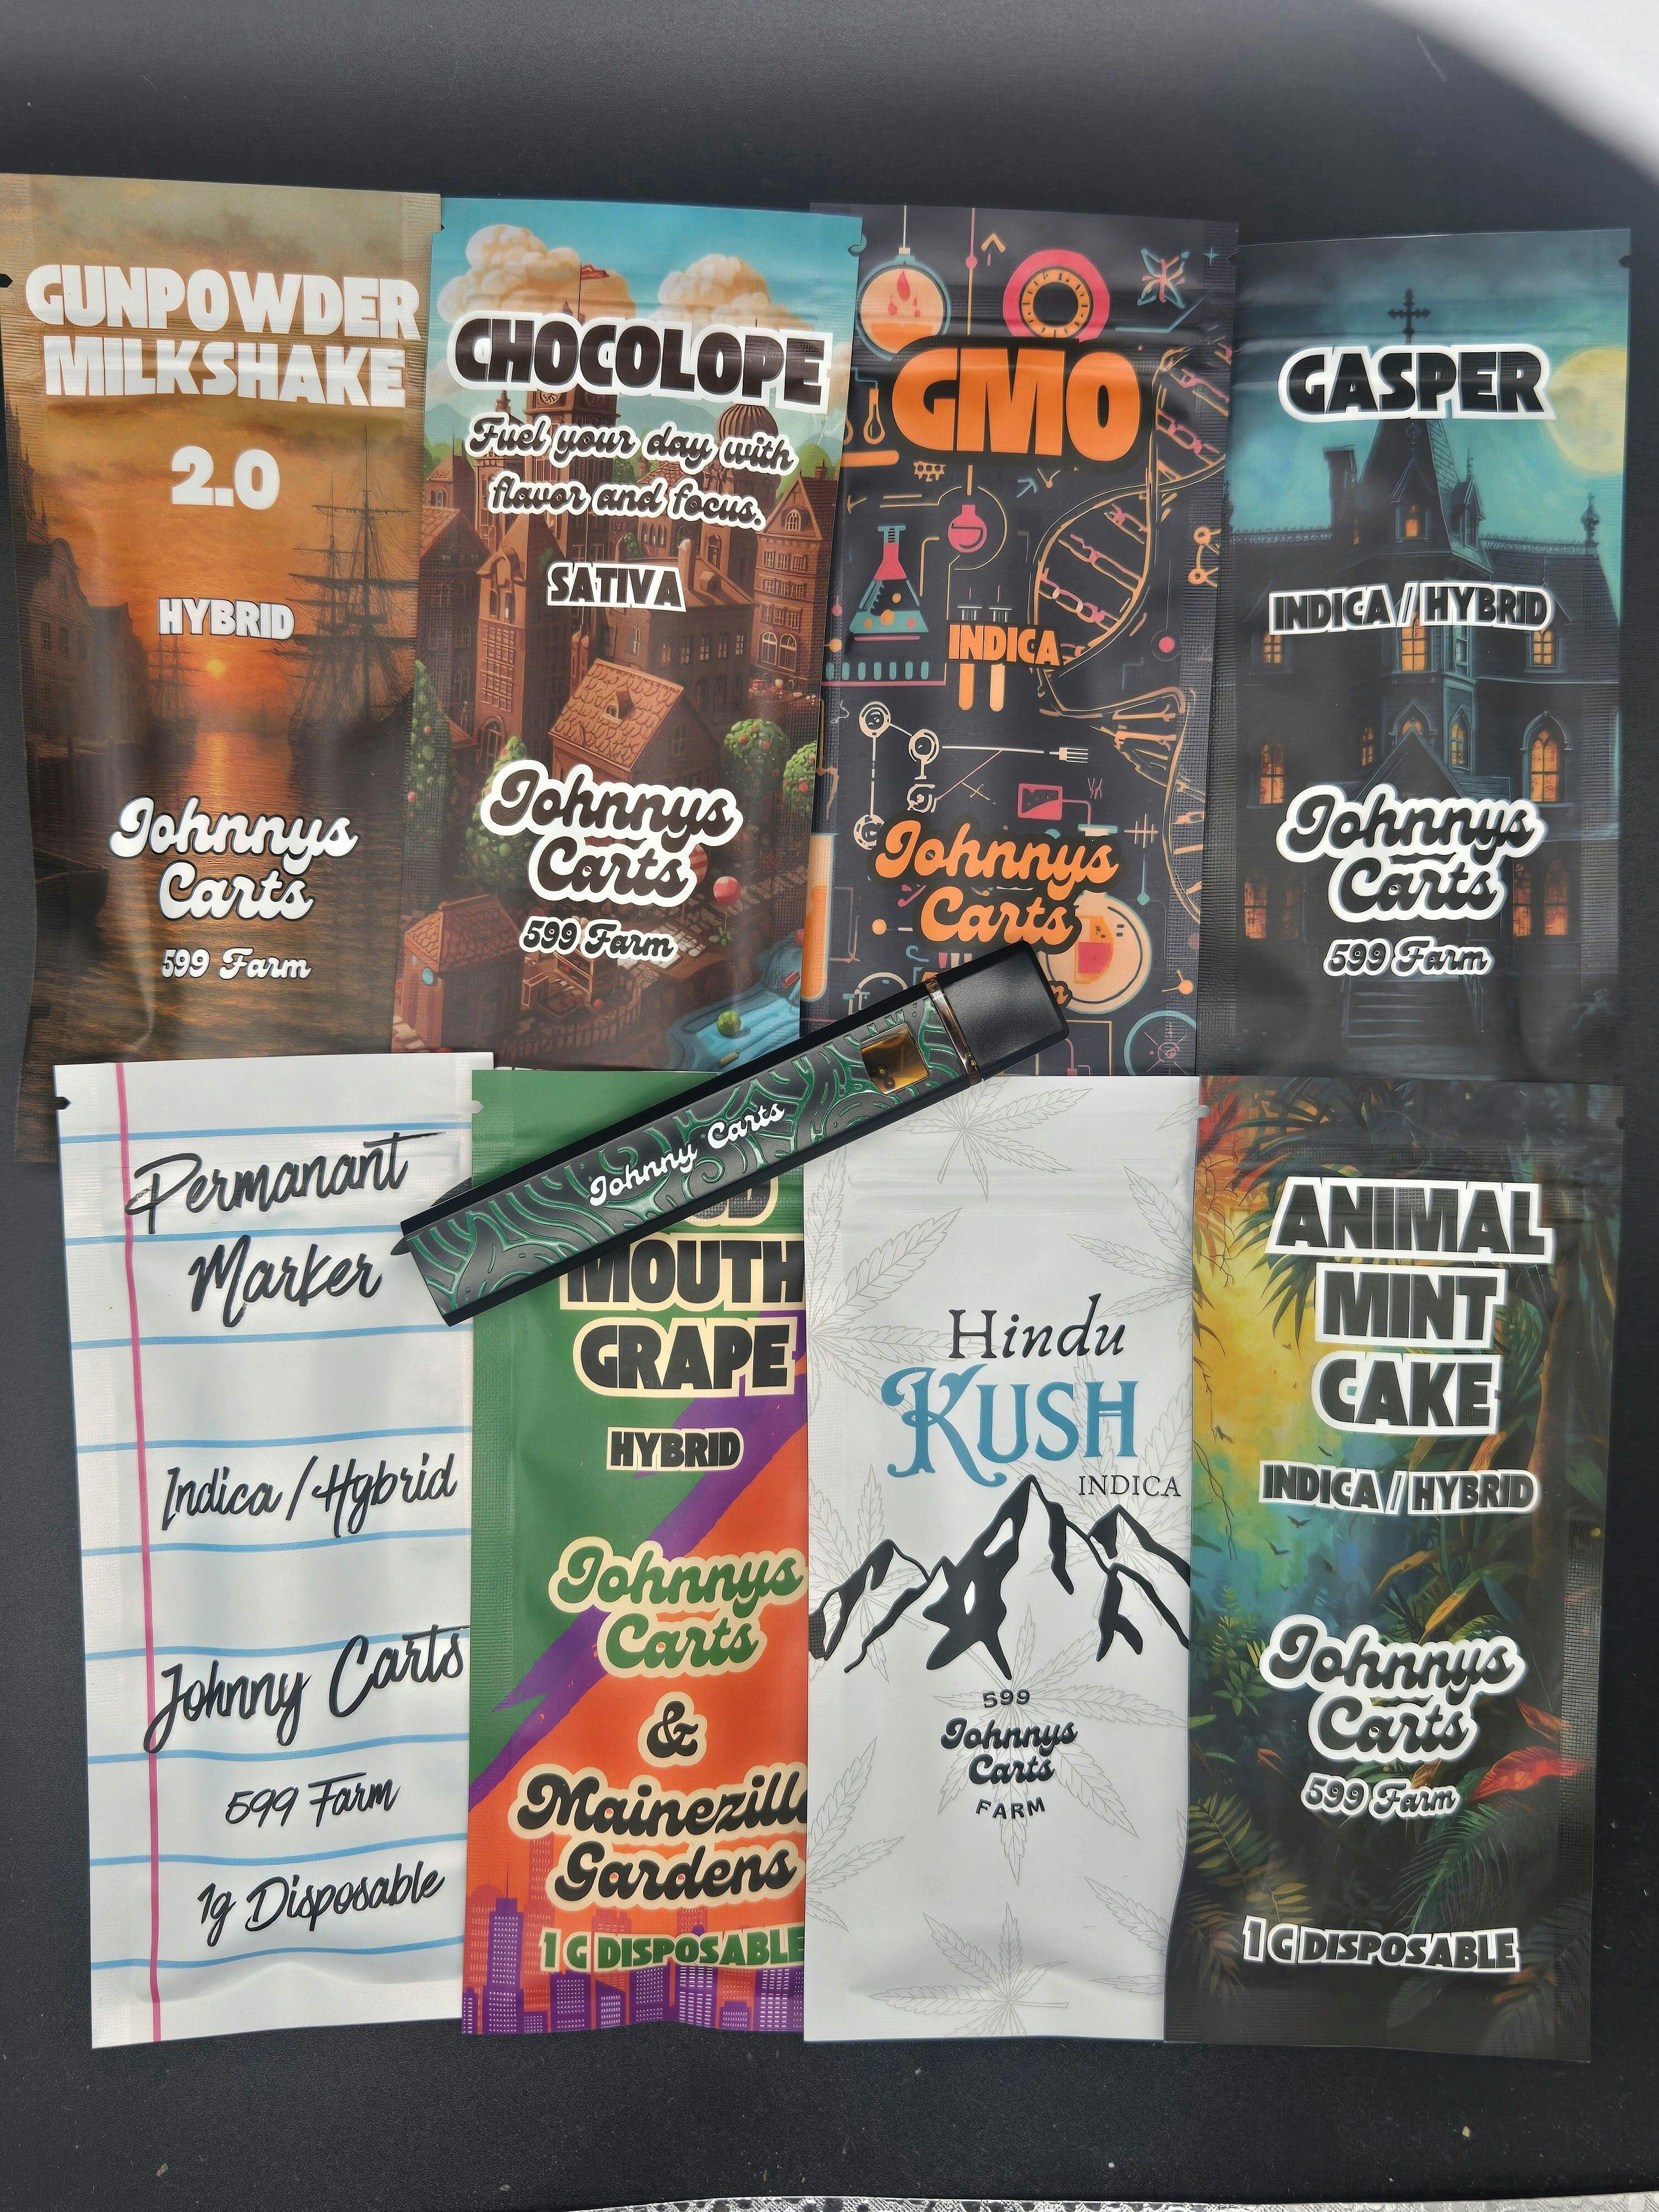 GUNPOWDER
MILKSHAKE
2.0
HYBRID
Johnnys
Carts
599 Farm
CHOCOLOPE
Fuel your day with
flavor and focus.
SATIVA
Johnnys
Carts
599 Farm
GMO
INDICA
Johnnys
Carts
GASPER
INDICA / HYBRID
Johnnys
Carts
599 Farm
Johnny Carts
Permanant
Marker
Indica / Hybrid
Johnny Carts
599 Farm
1g Disposable
MOUTH
GRAPE
HYBRID
Johnnys
Carts
&
Mainezilla
Gardens
1 G DISPOSABLE
Hindu
KUSH
INDICA
599
Johnnys
Carts
FARM
ANIMAL
MINT
CAKE
INDICA / HYBRID
Johnnys
Carts
599 Farm
1 G DISPOSABLE